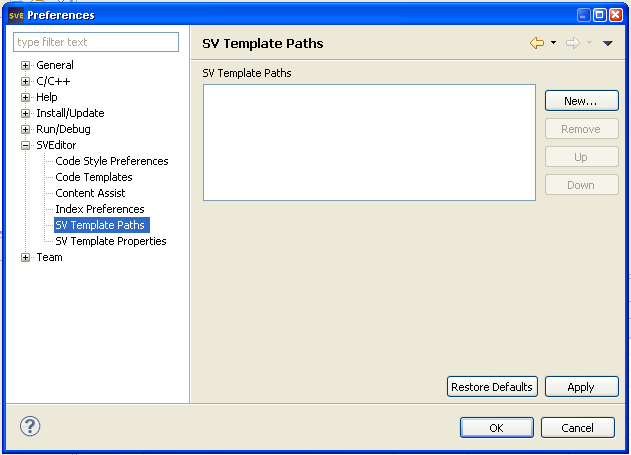 SVE Preferences
type filter text
General
C/C++
Help
Install/Update
Run/Debug
SVEditor
Code Style Preferences
Code Templates
Content Assist
Index Preferences
SV Template Paths
SV Template Properties
Team
SV Template Paths
SV Template Paths
New...
Remove
Up
Down
Restore Defaults
Apply
?
OK
Cancel